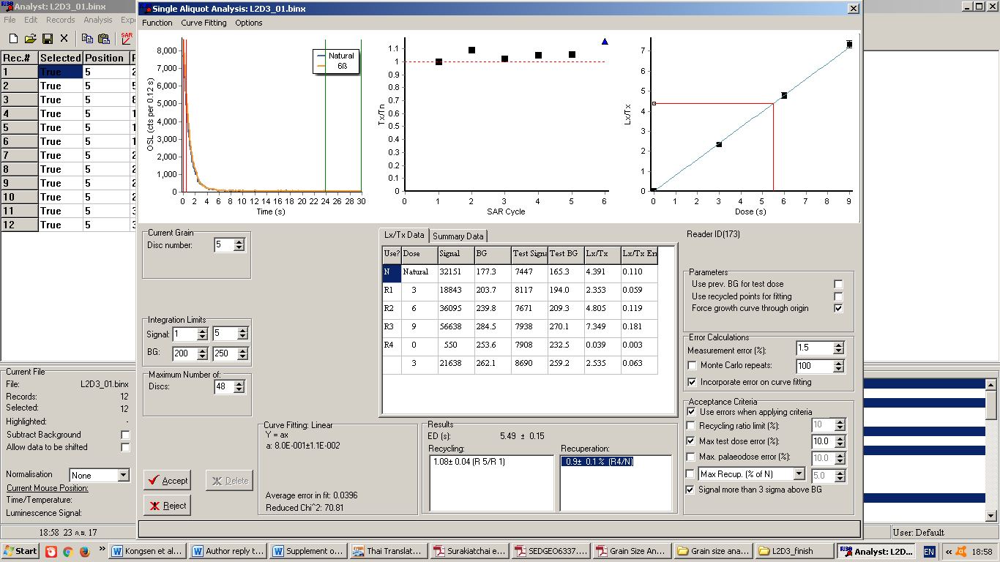 Analyst: L2D3_01.binx
File Edit Records Analysis
SAR
Rec.# Selected Position
1 True 5
2 True 5
3 True 5
4 True 5
5 True 5
6 True 5
7 True 5
8 True 5
9 True 5
10 True 5
11 True 5
12 True 5
Current File
File: L2D3_01.binx
Records: 12
Selected: 12
Highlighted: -
Subtract Background
Allow data to be shifted
Normalisation None
Current Mouse Position:
Time/Temperature:
Luminescence Signal:
18:58 23 ก.ย. 17
Single Aliquot Analysis: L2D3_01.binx
Function Curve Fitting Options
OSL (cts per 0.12 s)
8,000
7,000
6,000
5,000
4,000
3,000
2,000
1,000
0
0 2 4 6 8 10 12 14 16 18 20 22 24 26 28 30
Time (s)
Natural
6ß
Tx/Tn
1.1
1
0.9
0.8
0.7
0.6
0.5
0.4
0.3
0.2
0.1
0
0 1 2 3 4 5 6
SAR Cycle
Lx/Tx
7
6
5
4
3
2
1
0
0 1 2 3 4 5 6 7 8 9
Dose (s)
Current Grain
Disc number: 5
Integration Limits
Signal: 1 5
BG: 200 250
Maximum Number of:
Discs: 48
Accept Delete
Reject
Lx/Tx Data Summary Data
Use? Dose Signal BG Test Signa Test BG Lx/Tx Lx/Tx Err
N Natural 32151 177.3 7447 165.3 4.391 0.110
R1 3 18843 203.7 8117 194.0 2.353 0.059
R2 6 36095 239.8 7671 209.3 4.805 0.119
R3 9 56638 284.5 7938 270.1 7.349 0.181
R4 0 550 253.6 7908 232.5 0.039 0.003
3 21638 262.1 8690 259.2 2.535 0.063
Curve Fitting: Linear
Y = ax
a: 8.0E-001±1.1E-002
Average error in fit: 0.0396
Reduced Chi^2: 70.81
Results
ED (s): 5.49 ± 0.15
Recycling: Recuperation:
1.08± 0.04 (R 5/R 1) 0.9± 0.1 % (R4/N)
Reader ID(173)
Parameters
Use prev. BG for test dose
Use recycled points for fitting
Force growth curve through origin
Error Calculations
Measurement error (%): 1.5
Monte Carlo repeats: 100
Incorporate error on curve fitting
Acceptance Criteria
Use errors when applying criteria
Recycling ratio limit (%): 10
Max test dose error (%): 10.0
Max. palaeodose error (%): 10.0
Max Recup. (% of N) 5.0
Signal more than 3 sigma above BG
User: Default
Start Kongsen et al... Author reply t... Supplement o... Thai Translat... Surakiatchai e... SEDGEO6337.... Grain Size An... Grain size ana... L2D3_finish Analyst: L2D... EN 18:58